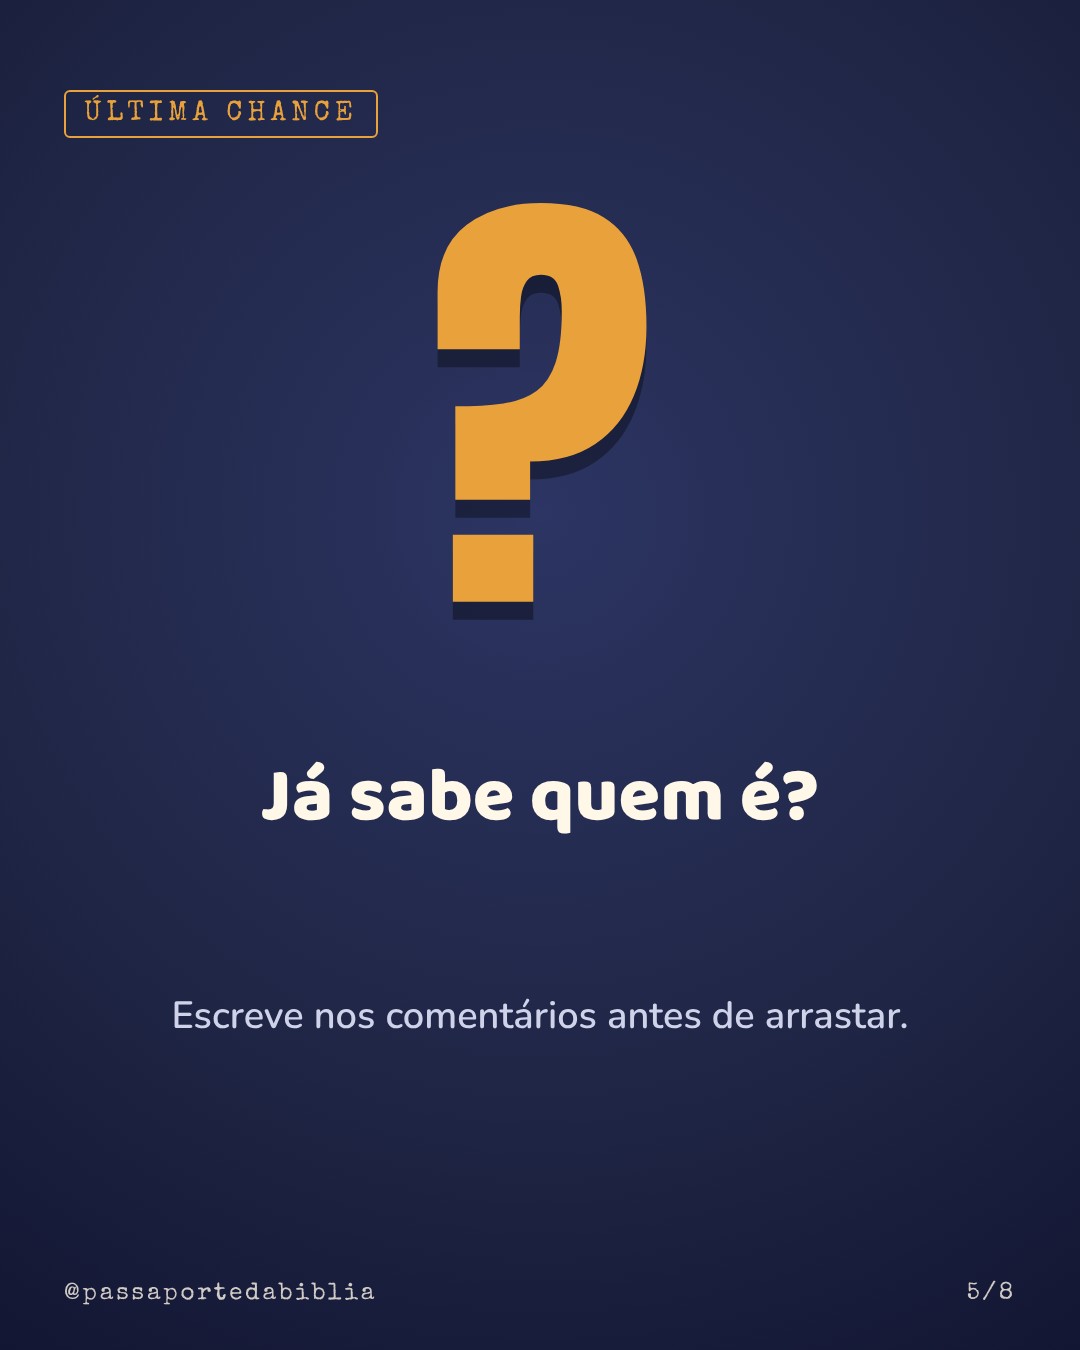 ÚLTIMA CHANCE
?
Já sabe quem é?
Escreve nos comentários antes de arrastar.
@passaportedabiblia
5/8